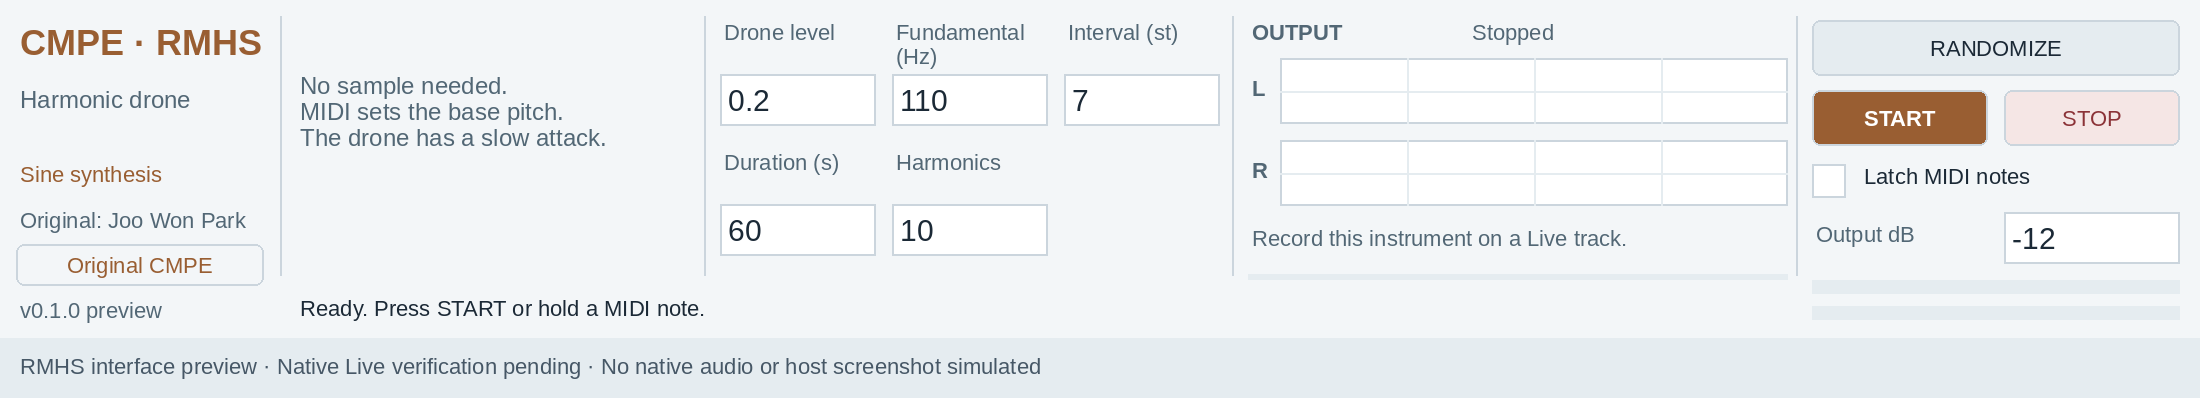 CMPE · RMHS
Harmonic drone
Sine synthesis
Original: Joo Won Park
Original CMPE
v0.1.0 preview
No sample needed.
MIDI sets the base pitch.
The drone has a slow attack.
Ready. Press START or hold a MIDI note.
Drone level
0.2
Fundamental
(Hz)
110
Interval (st)
7
Duration (s)
60
Harmonics
10
OUTPUT
Stopped
L
R
Record this instrument on a Live track.
RANDOMIZE
START
STOP
Latch MIDI notes
Output dB
-12
RMHS interface preview · Native Live verification pending · No native audio or host screenshot simulated